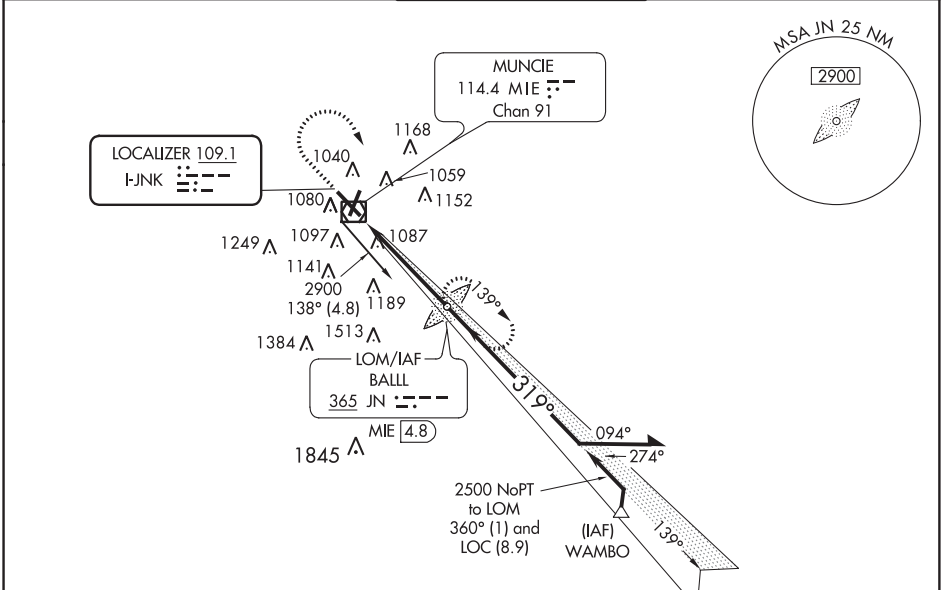 MSA JN 25 NM
2900
MUNCIE
114.4 MIE
Chan 91
LOCALIZER 109.1
I-JNK
1168
1040
1059
1080
1152
1249
1097
1087
1141
2900
138° (4.8)
1189
139°
1513
1384
LOM/IAF
BALLL
365 JN
MIE 4.8
319°
1845
094°
274°
2500 NoPT
to LOM
360° (1) and
LOC (8.9)
(IAF)
WAMBO
139°